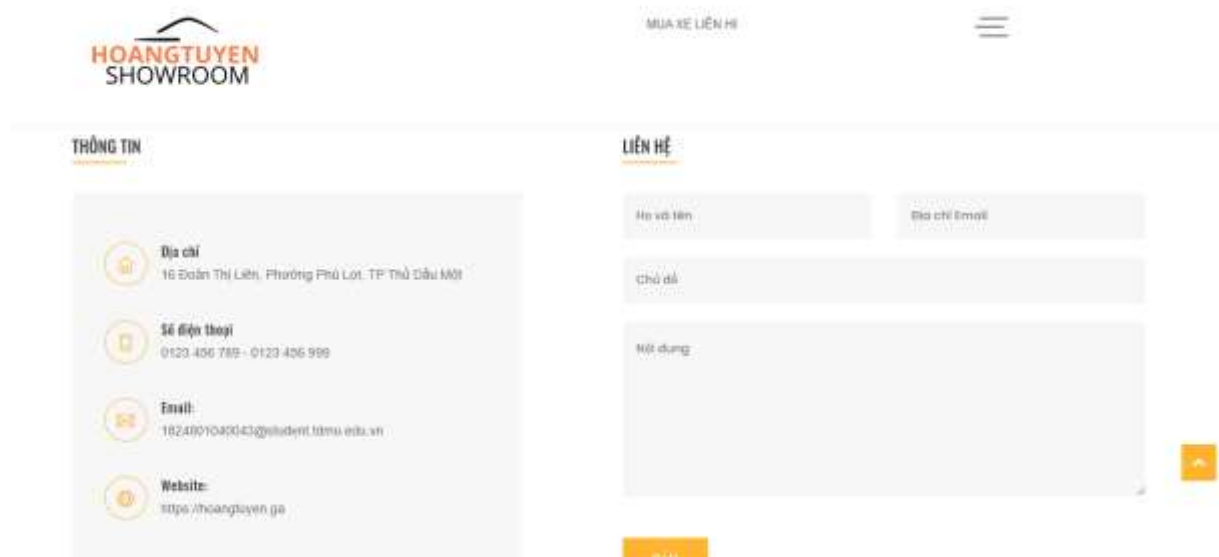 HOANGTUYEN
SHOWROOM
MUA XE LIÊN HỆ
THÔNG TIN
LIÊN HỆ
Địa chỉ
16 Đoàn Thị Liên, Phường Phú Lợi, TP Thủ Dầu Một
Số điện thoại
0123 456 789 - 0123 456 999
Email:
1824801040043@student.tdmu.edu.vn
Website:
https://hoangtuyen.ga
Họ và tên
Địa chỉ Email
Chủ đề
Nội dung